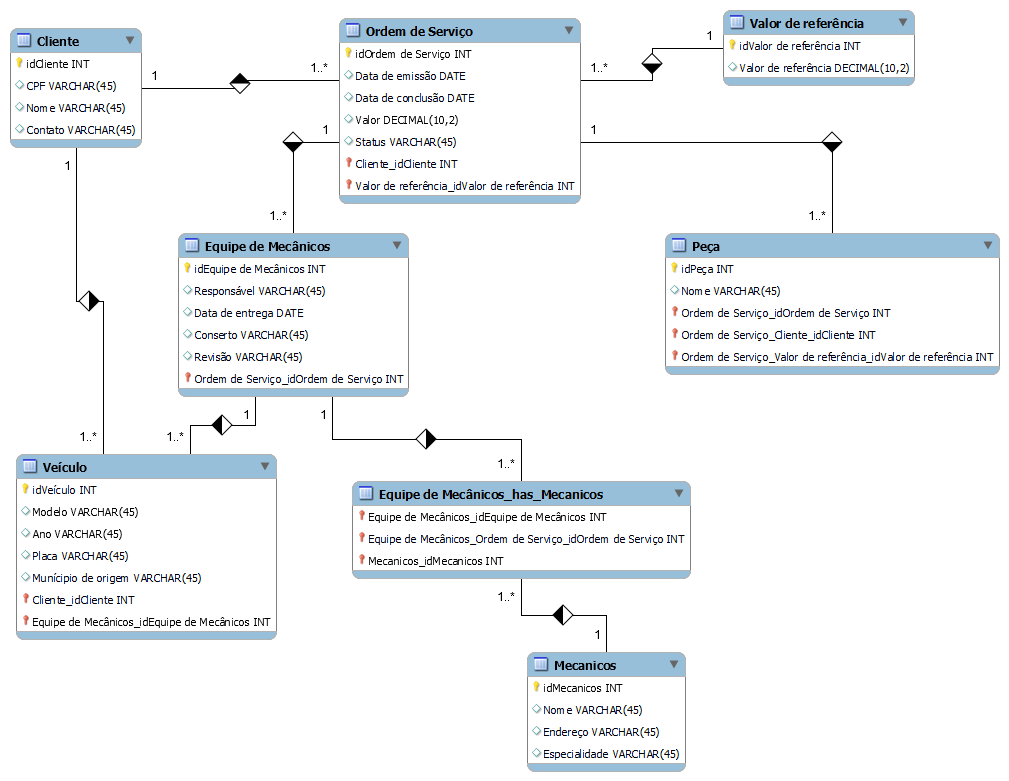 Cliente
idCliente INT
CPF VARCHAR(45)
Nome VARCHAR(45)
Contato VARCHAR(45)
1
1..*
Ordem de Serviço
idOrdem de Serviço INT
Data de emissão DATE
Data de conclusão DATE
Valor DECIMAL(10,2)
Status VARCHAR(45)
Cliente_idCliente INT
Valor de referência_idValor de referência INT
1..*
1
Valor de referência
idValor de referência INT
Valor de referência DECIMAL(10,2)
1
1..*
1
1..*
1
Equipe de Mecânicos
idEquipe de Mecânicos INT
Responsável VARCHAR(45)
Data de entrega DATE
Conserto VARCHAR(45)
Revisão VARCHAR(45)
Ordem de Serviço_idOrdem de Serviço INT
Peça
idPeça INT
Nome VARCHAR(45)
Ordem de Serviço_idOrdem de Serviço INT
Ordem de Serviço_Cliente_idCliente INT
Ordem de Serviço_Valor de referência_idValor de referência INT
1..*
1..*
1
1
1..*
Veículo
idVeículo INT
Modelo VARCHAR(45)
Ano VARCHAR(45)
Placa VARCHAR(45)
Munícipio de origem VARCHAR(45)
Cliente_idCliente INT
Equipe de Mecânicos_idEquipe de Mecânicos INT
Equipe de Mecânicos_has_Mecanicos
Equipe de Mecânicos_idEquipe de Mecânicos INT
Equipe de Mecânicos_Ordem de Serviço_idOrdem de Serviço INT
Mecanicos_idMecanicos INT
1..*
1
Mecanicos
idMecanicos INT
Nome VARCHAR(45)
Endereço VARCHAR(45)
Especialidade VARCHAR(45)